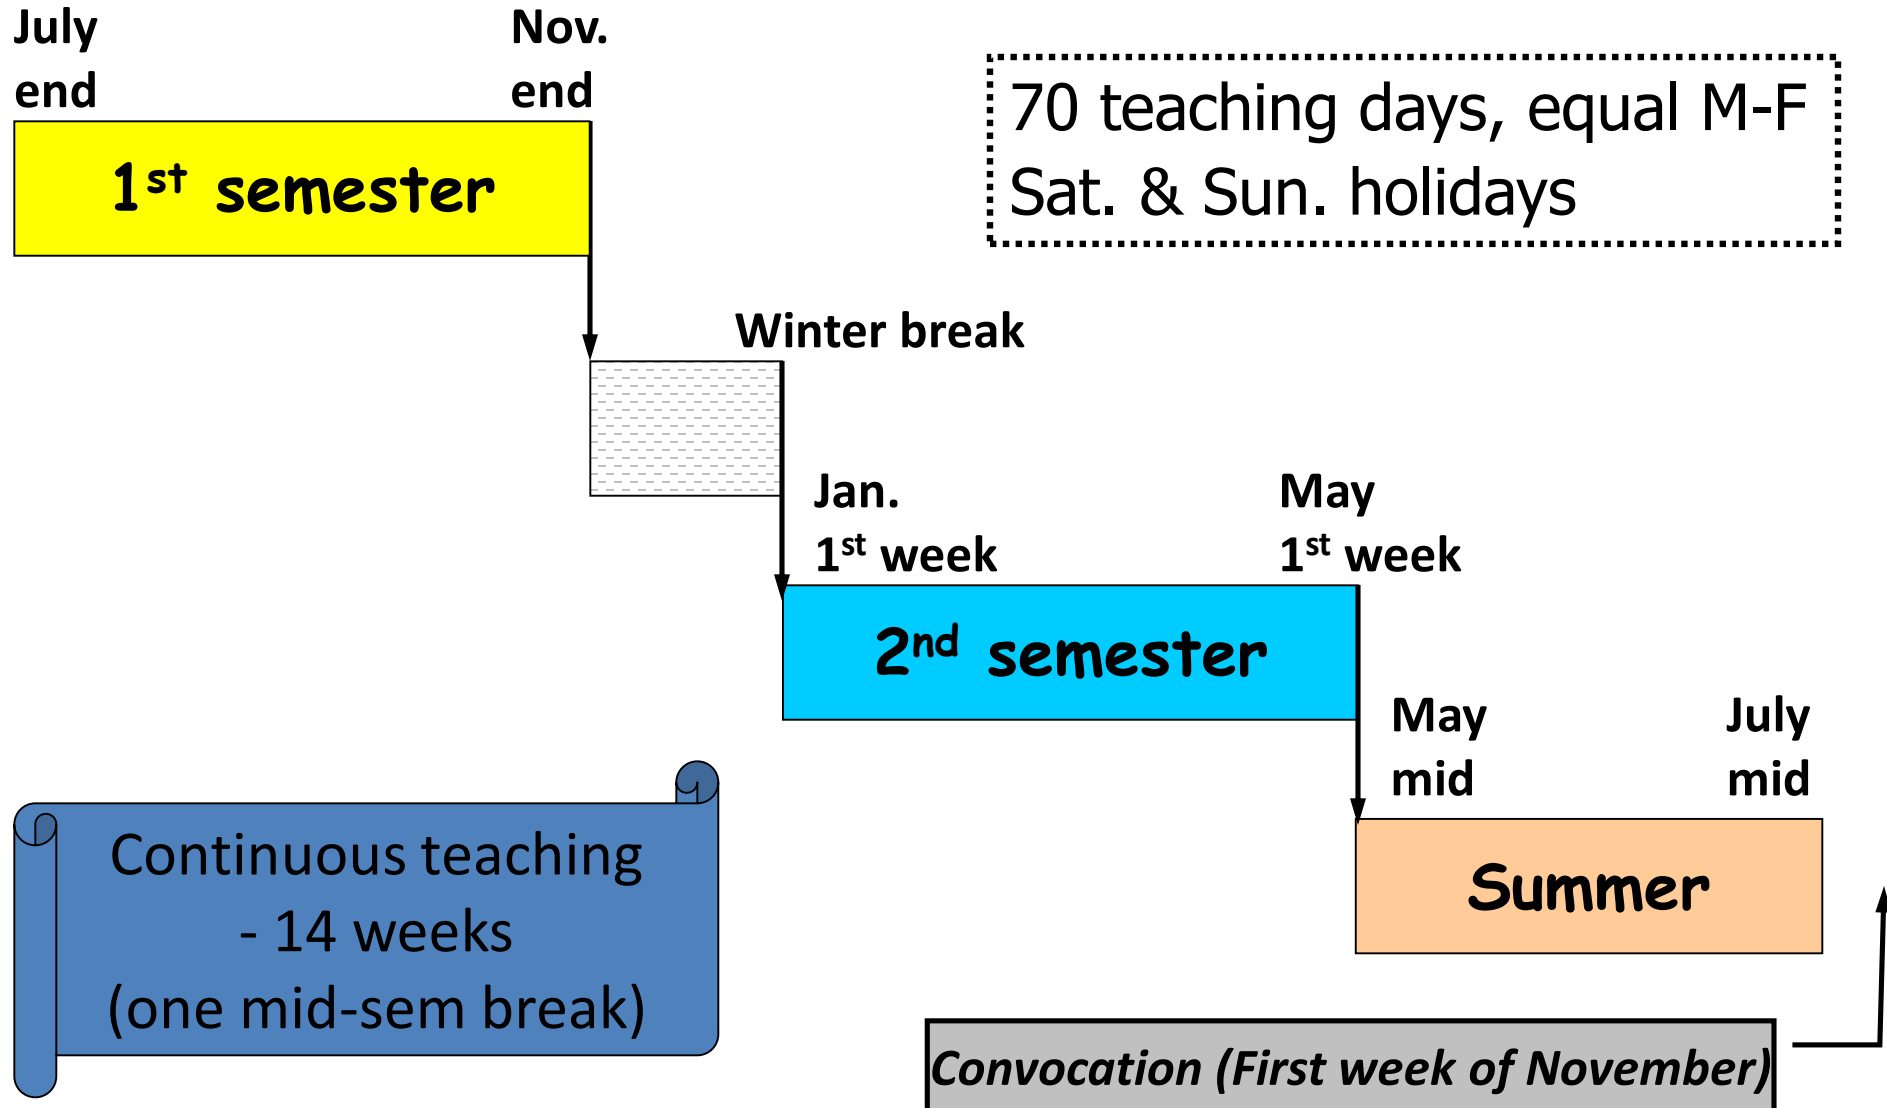 July
end
Nov.
end
70 teaching days, equal M-F
Sat. & Sun. holidays
1st semester
Winter break
Jan.
1st week
May
1st week
2nd semester
May
mid
July
mid
Summer
Continuous teaching
- 14 weeks
(one mid-sem break)
Convocation (First week of November)